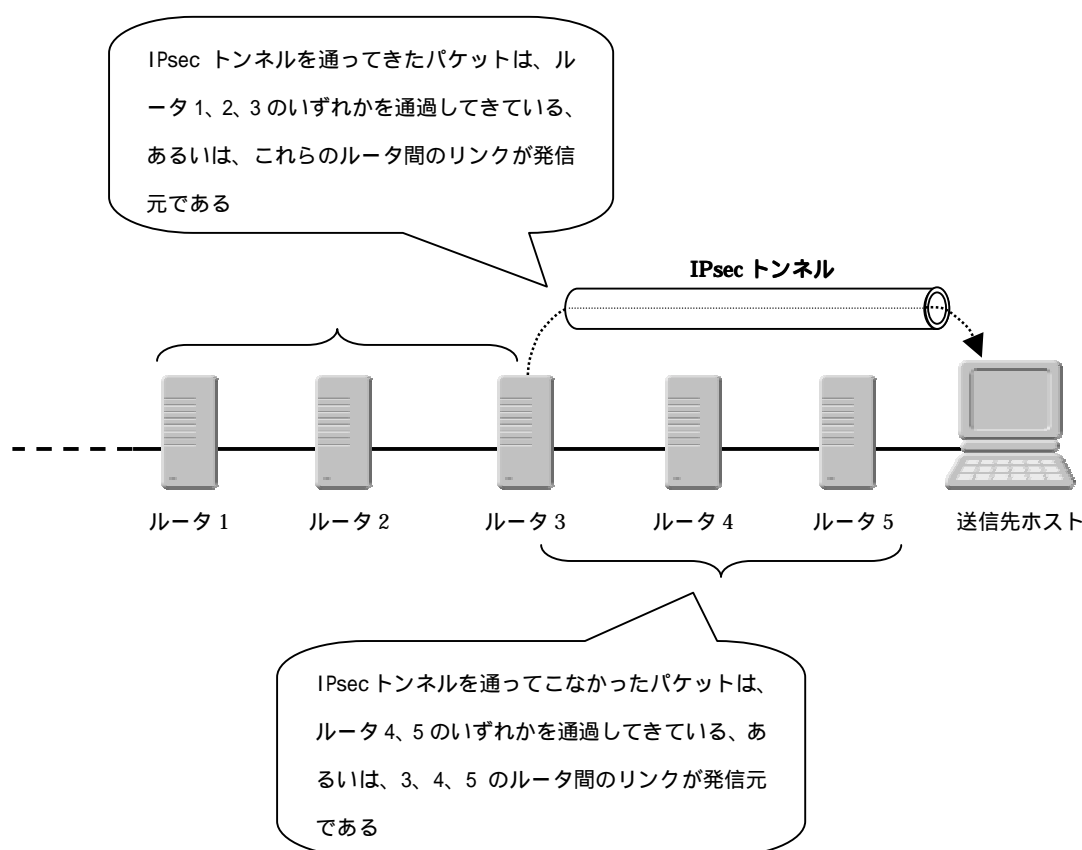 IPsec トンネルを通ってきたパケットは、ル
ータ 1、2、3 のいずれかを通過してきている、
あるいは、これらのルータ間のリンクが発信
元である
IPsec トンネル
ルータ 1
ルータ 2
ルータ 3
ルータ 4
ルータ 5
送信先ホスト
IPsec トンネルを通ってこなかったパケットは、
ルータ 4、5 のいずれかを通過してきている、あ
るいは、3、4、5 のルータ間のリンクが発信元
である